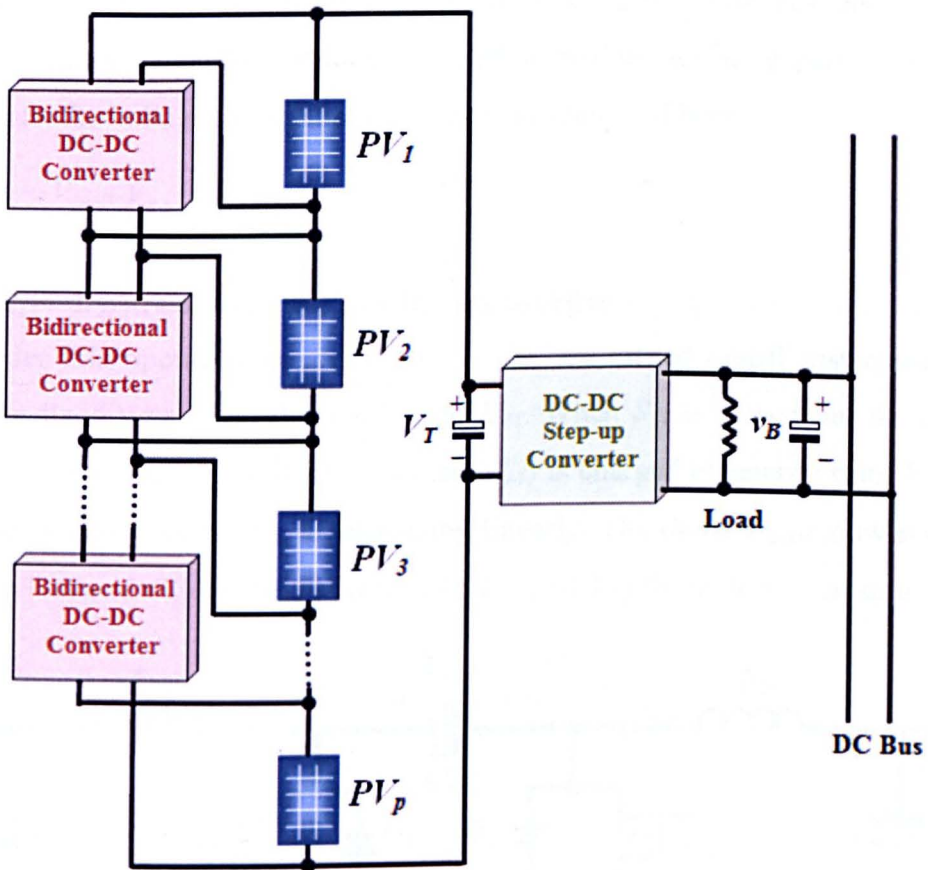 Bidirectional
DC-DC
Converter
PV1
Bidirectional
DC-DC
Converter
PV2
VT
+
−
DC-DC
Step-up
Converter
vB
+
−
Load
PV3
Bidirectional
DC-DC
Converter
DC Bus
PVp